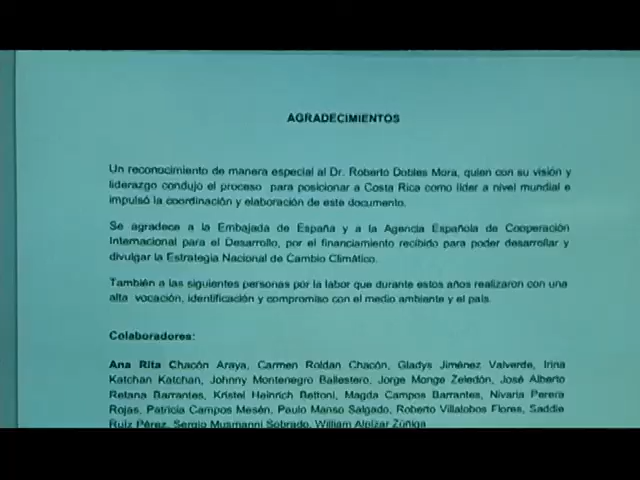 AGRADECIMIENTOS
Un reconocimiento de manera especial al Dr. Roberto Dobles Mora, quien con su visión y
liderazgo condujo el proceso para posicionar a Costa Rica como líder a nivel mundial e
impulsó la coordinación y elaboración de este documento.
Se agradece a la Embajada de España y a la Agencia Española de Cooperación
Internacional para el Desarrollo, por el financiamiento recibido para poder desarrollar y
divulgar la Estrategia Nacional de Cambio Climático.
También a las siguientes personas por la labor que durante estos años realizaron con una
alta vocación, identificación y compromiso con el medio ambiente y el país.
Colaboradores:
Ana Rita Chacón Araya, Carmen Roldan Chacón, Gladys Jiménez Valverde, Irina
Katchan Katchan, Johnny Montenegro Ballestero, Jorge Monge Zeledón, José Alberto
Retana Barrantes, Kristel Heinrich Bettoni, Magda Campos Barrantes, Nivaria Perera
Rojas, Patricia Campos Mesén, Paulo Manso Salgado, Roberto Villalobos Flores, Saddie
Ruiz Pérez, Sergio Musmanni Sobrado, William Alpízar Zúñiga